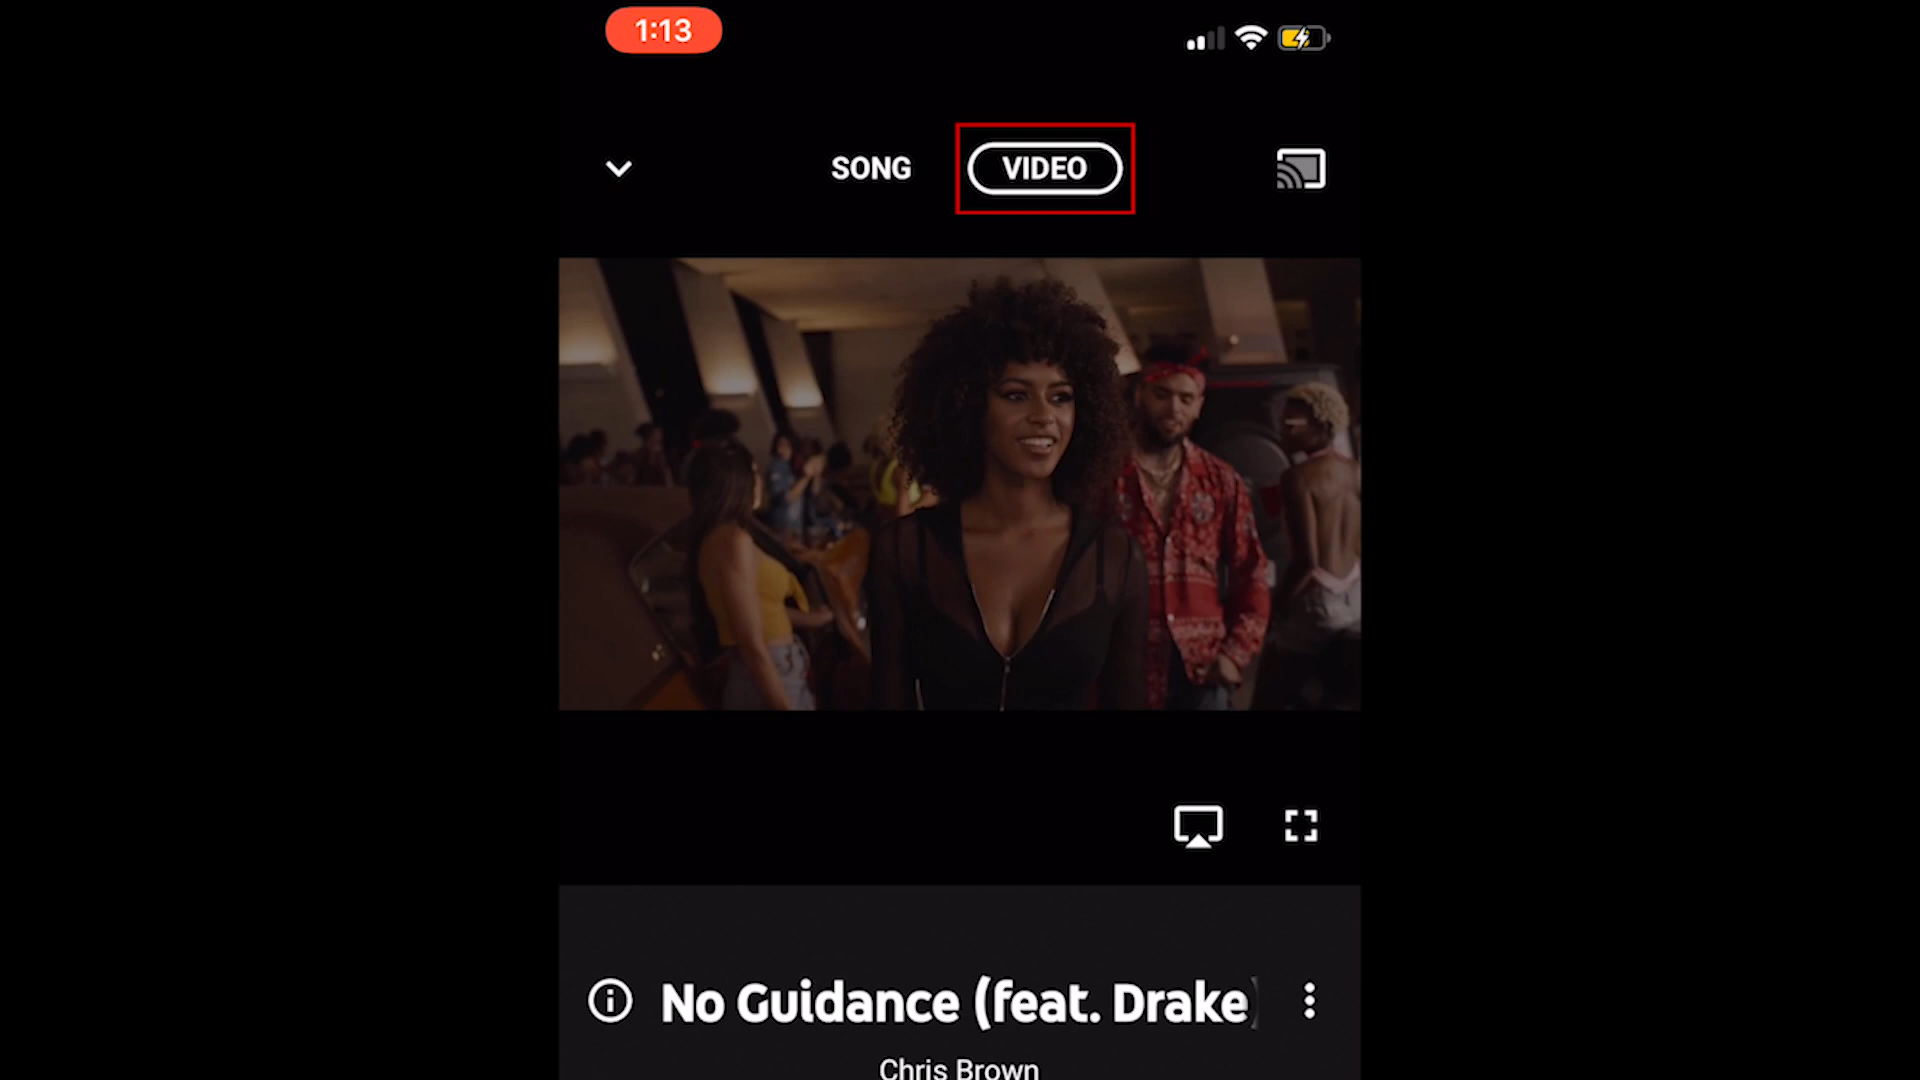 1:13
SONG
VIDEO
No Guidance (feat. Drake)
Chris Brown